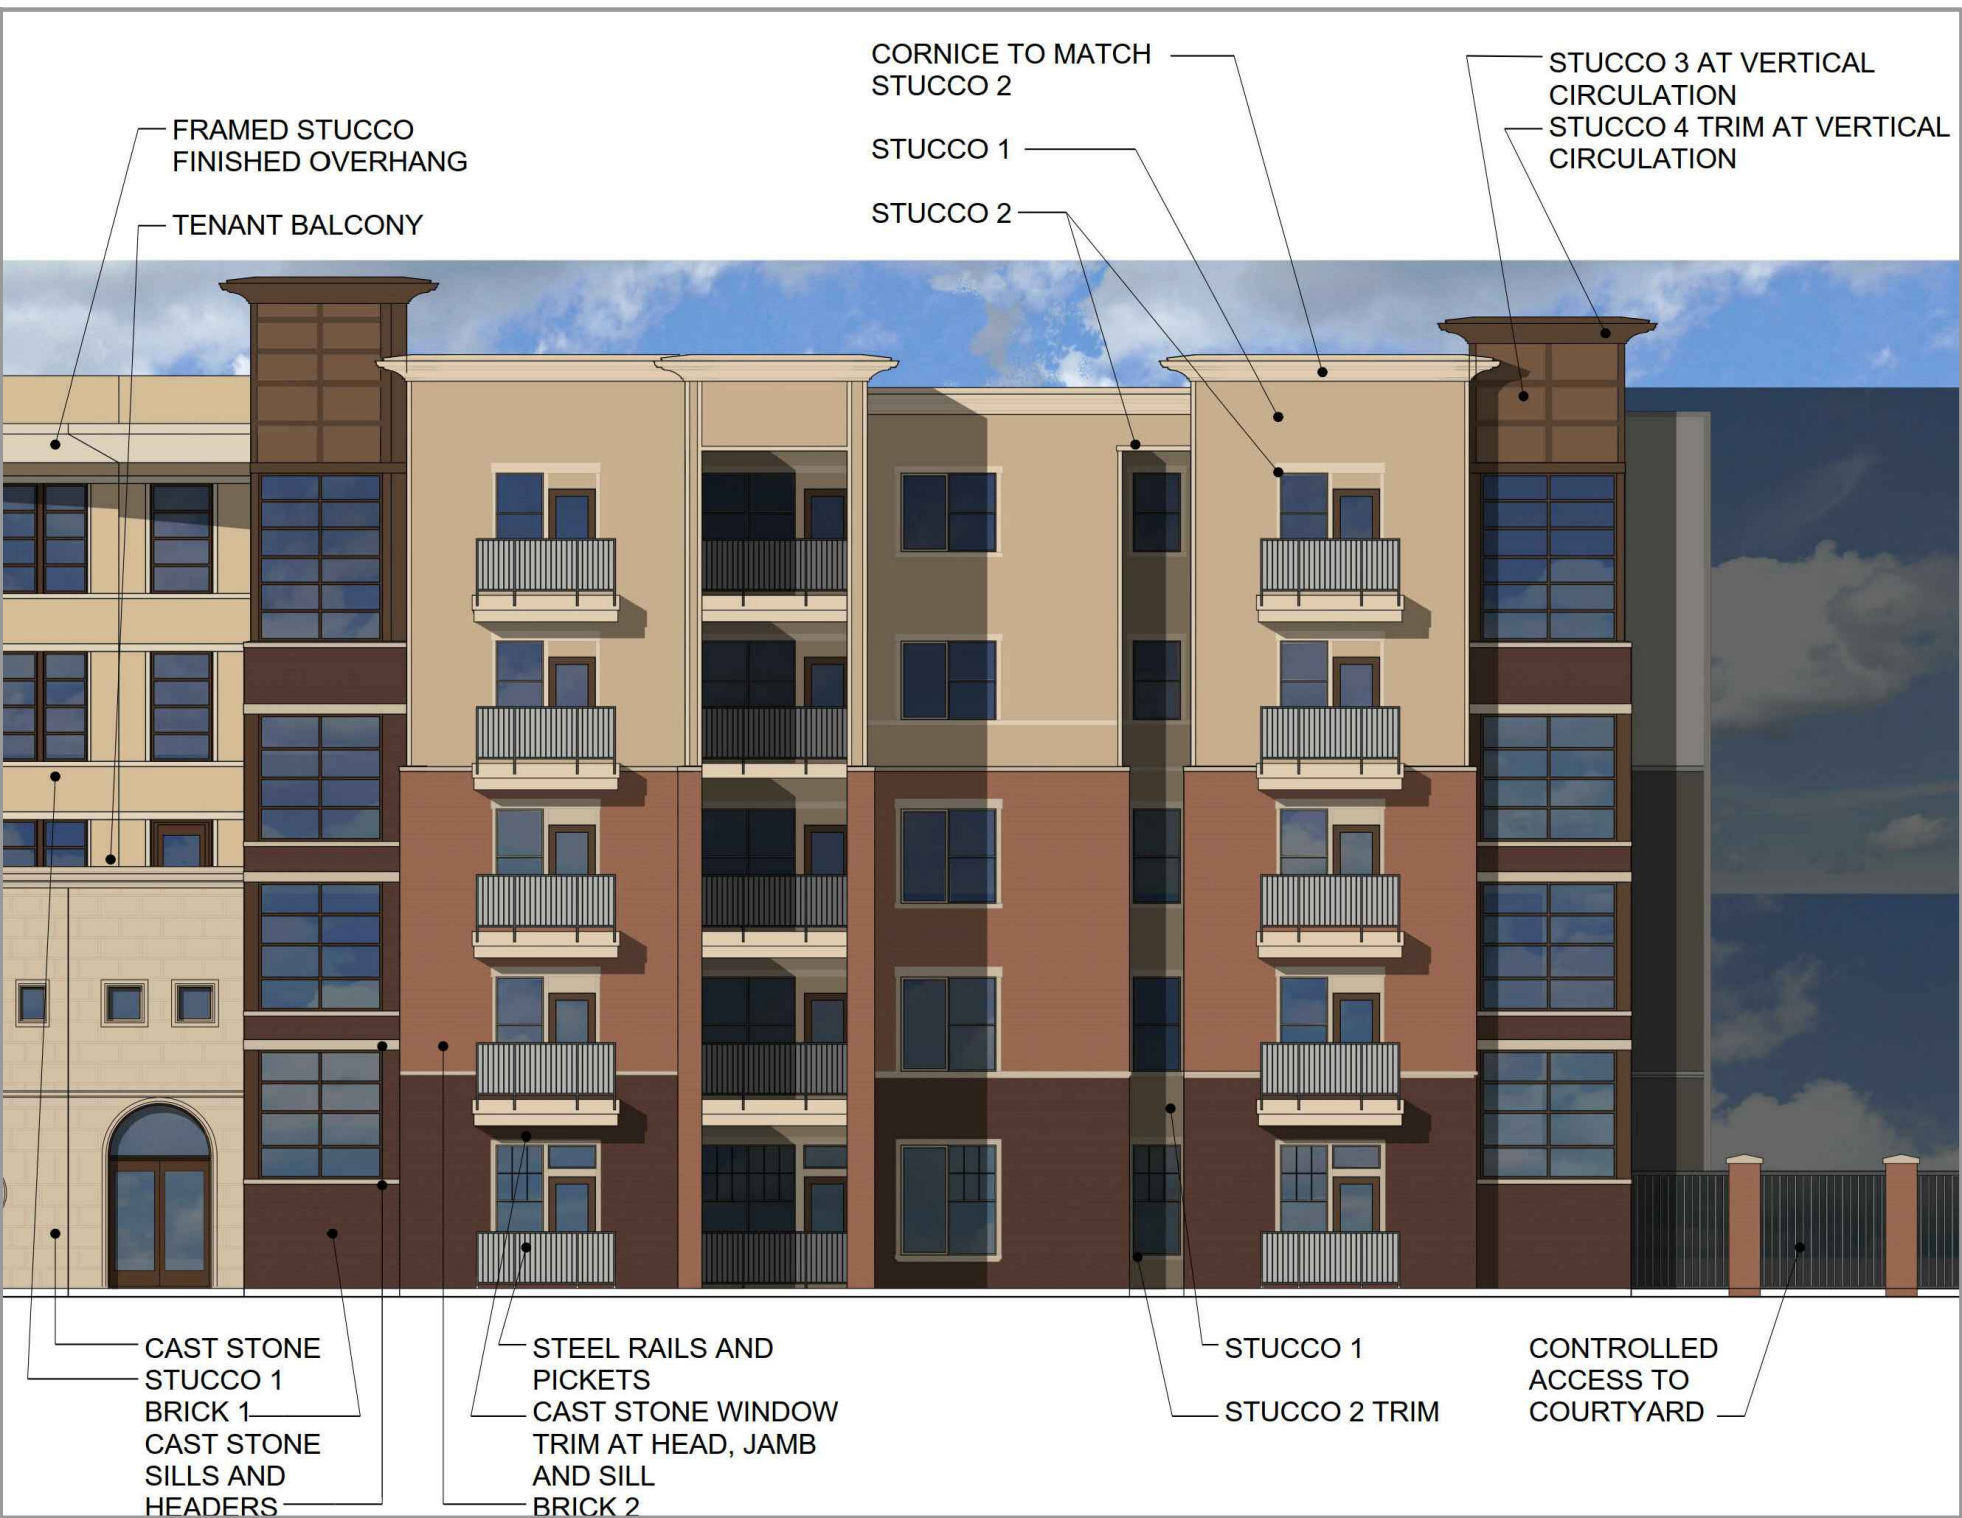 CORNICE TO MATCH
STUCCO 2
STUCCO 3 AT VERTICAL
CIRCULATION
STUCCO 4 TRIM AT VERTICAL
CIRCULATION
FRAMED STUCCO
FINISHED OVERHANG
STUCCO 1
TENANT BALCONY
STUCCO 2
CAST STONE
STUCCO 1
BRICK 1
CAST STONE
SILLS AND
HEADERS
STEEL RAILS AND
PICKETS
CAST STONE WINDOW
TRIM AT HEAD, JAMB
AND SILL
BRICK 2
STUCCO 1
STUCCO 2 TRIM
CONTROLLED
ACCESS TO
COURTYARD